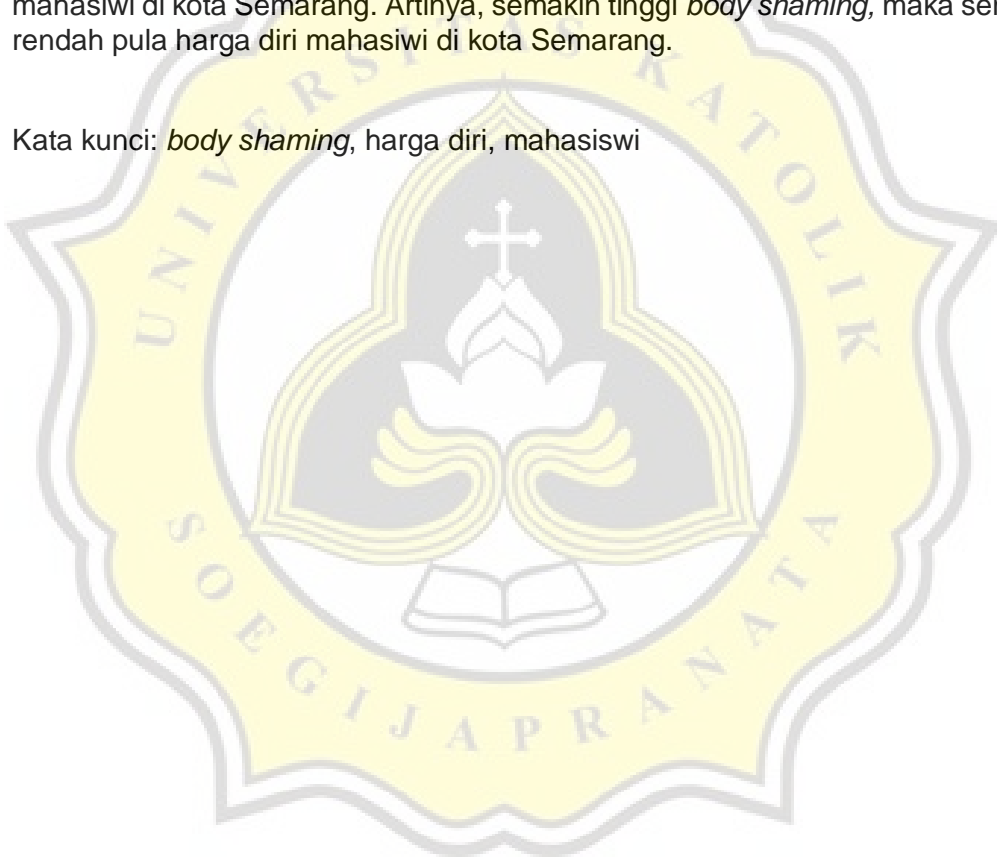 mahasiwi di kota Semarang. Artinya, semakin tinggi body shaming, maka
rendah pula harga diri mahasiwi di kota Semarang.
Kata kunci: body shaming, harga diri, mahasiswi
UNIVERSITAS KATOLIK
SOEGIJAPRANATA